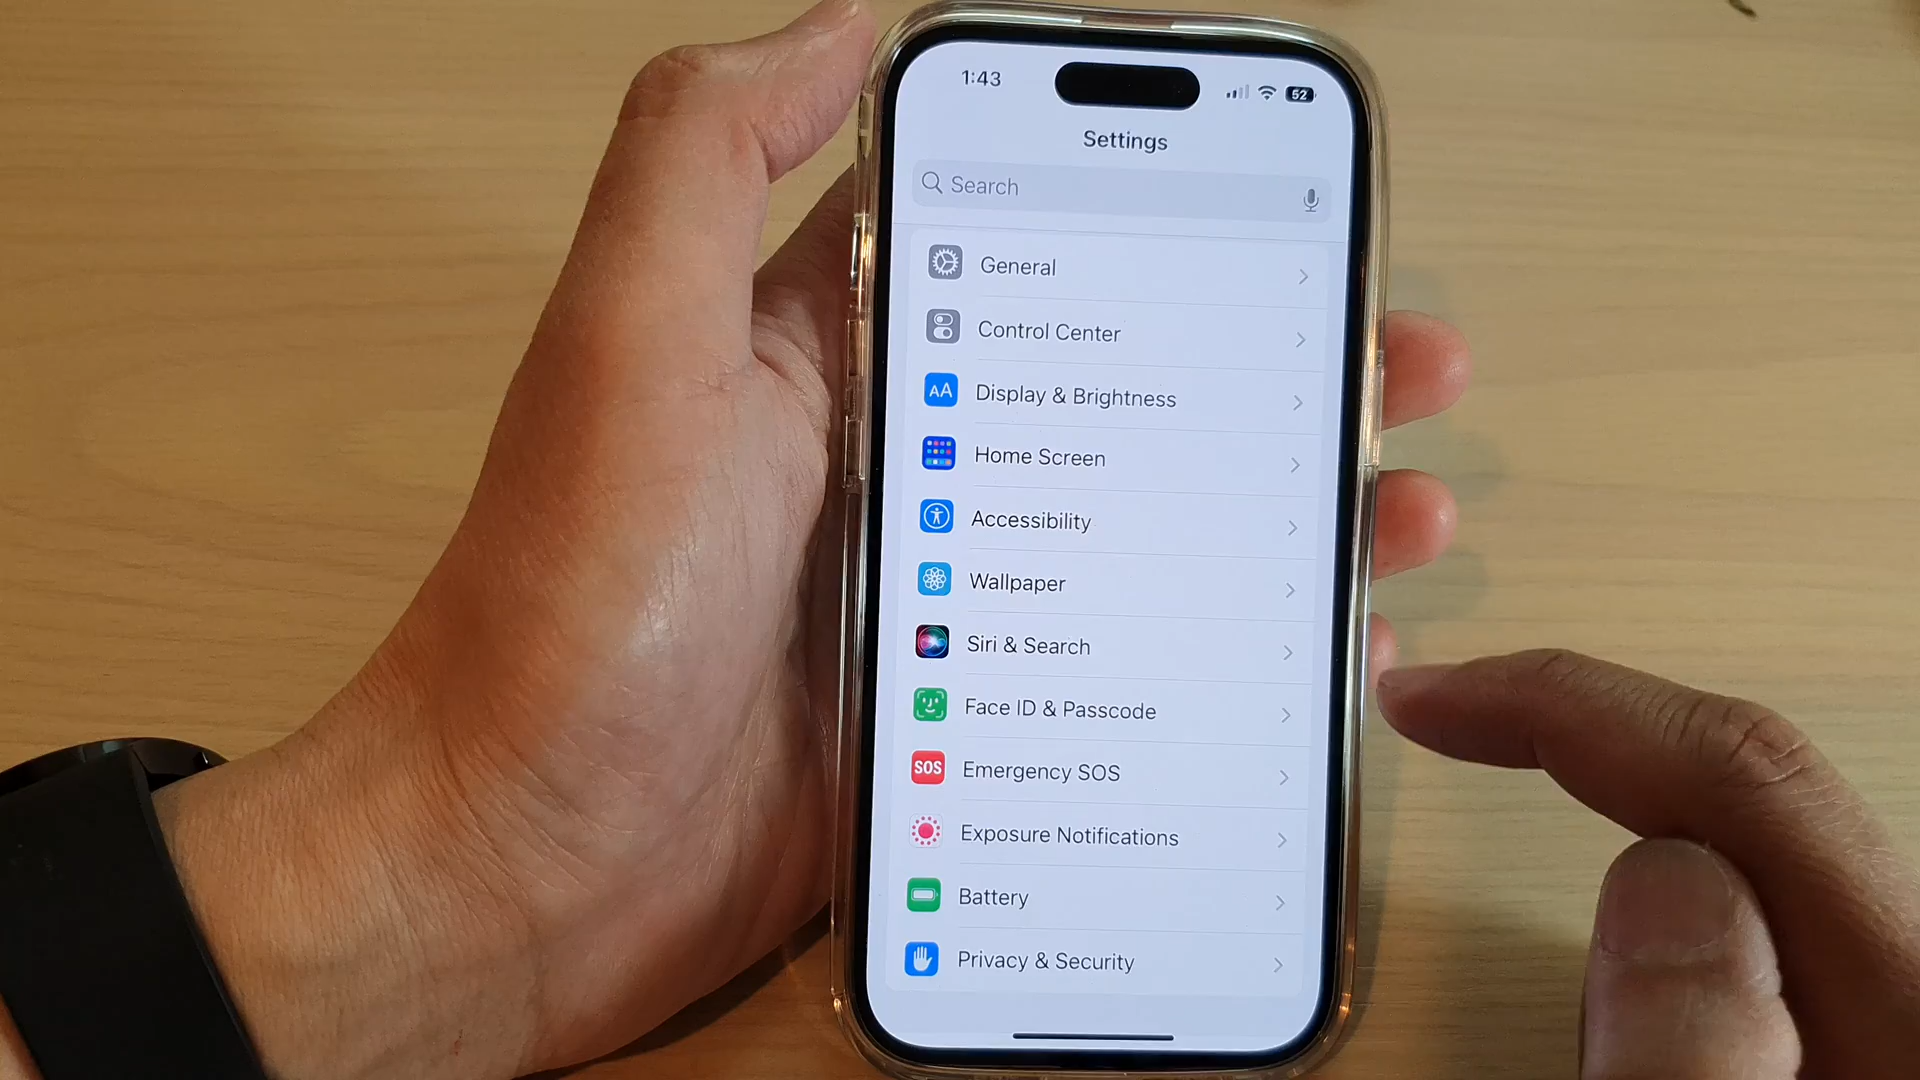 1:43
52
Settings
Search
General
Control Center
AA
Display & Brightness
Home Screen
Accessibility
Wallpaper
Siri & Search
Face ID & Passcode
SOS
Emergency SOS
Exposure Notifications
Battery
Privacy & Security